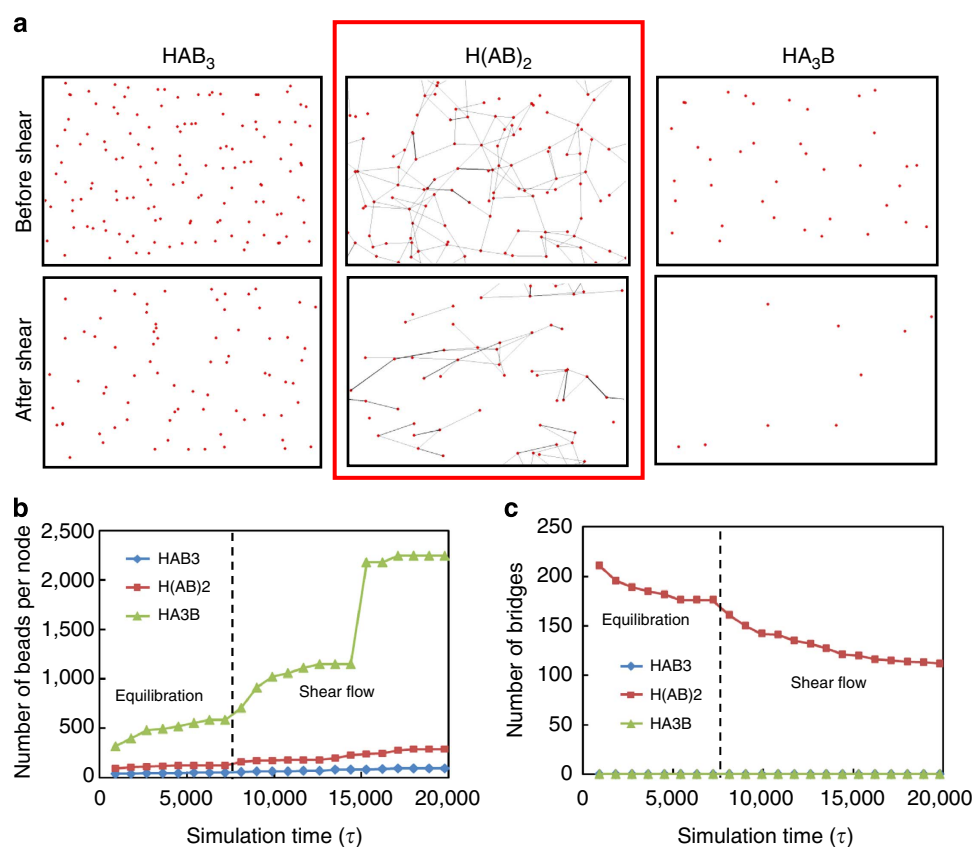 a
HAB₃
H(AB)₂
HA₃B
Before shear
After shear
b
Number of beads per node
2,500
2,000
1,500
1,000
500
0
HAB3
H(AB)2
HA3B
Equilibration
Shear flow
0
5,000
10,000
15,000
20,000
Simulation time (τ)
c
Number of bridges
250
200
150
100
50
0
Equilibration
HAB3
H(AB)2
HA3B
Shear flow
0
5,000
10,000
15,000
20,000
Simulation time (τ)